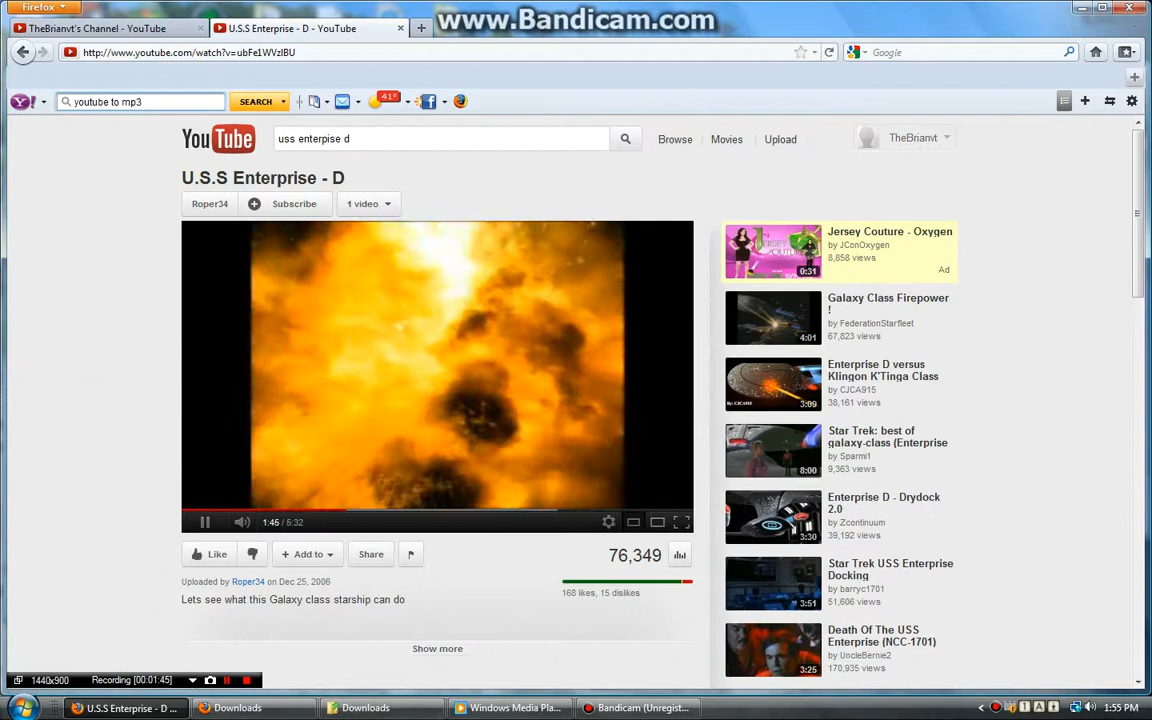 Firefox
www.Bandicam.com
TheBrianvt's Channel - YouTube
U.S.S Enterprise - D - YouTube
http://www.youtube.com/watch?v=ubFe1WVzlBU
Google
youtube to mp3
SEARCH
41°
YouTube
uss enterpise d
Browse
Movies
Upload
TheBrianvt
U.S.S Enterprise - D
Roper34
Subscribe
1 video
1:45 / 5:32
Like
Add to
Share
76,349
Uploaded by Roper34 on Dec 25, 2006
168 likes, 15 dislikes
Lets see what this Galaxy class starship can do
Show more
Jersey Couture - Oxygen
by JConOxygen
8,858 views
Ad
0:31
Galaxy Class Firepower
!
by FederationStarfleet
67,823 views
4:01
Enterprise D versus
Klingon K'Tinga Class
by CJCA915
38,161 views
3:09
Star Trek: best of
galaxy-class (Enterprise
by Sparmi1
9,363 views
8:00
Enterprise D - Drydock
2.0
by Zcontinuum
39,192 views
3:30
Star Trek USS Enterprise
Docking
by barryc1701
51,606 views
3:51
Death Of The USS
Enterprise (NCC-1701)
by UncleBernie2
170,935 views
3:25
1440x900
Recording [00:01:45]
U.S.S Enterprise - D ...
Downloads
Downloads
Windows Media Pla...
Bandicam (Unregist...
1:55 PM